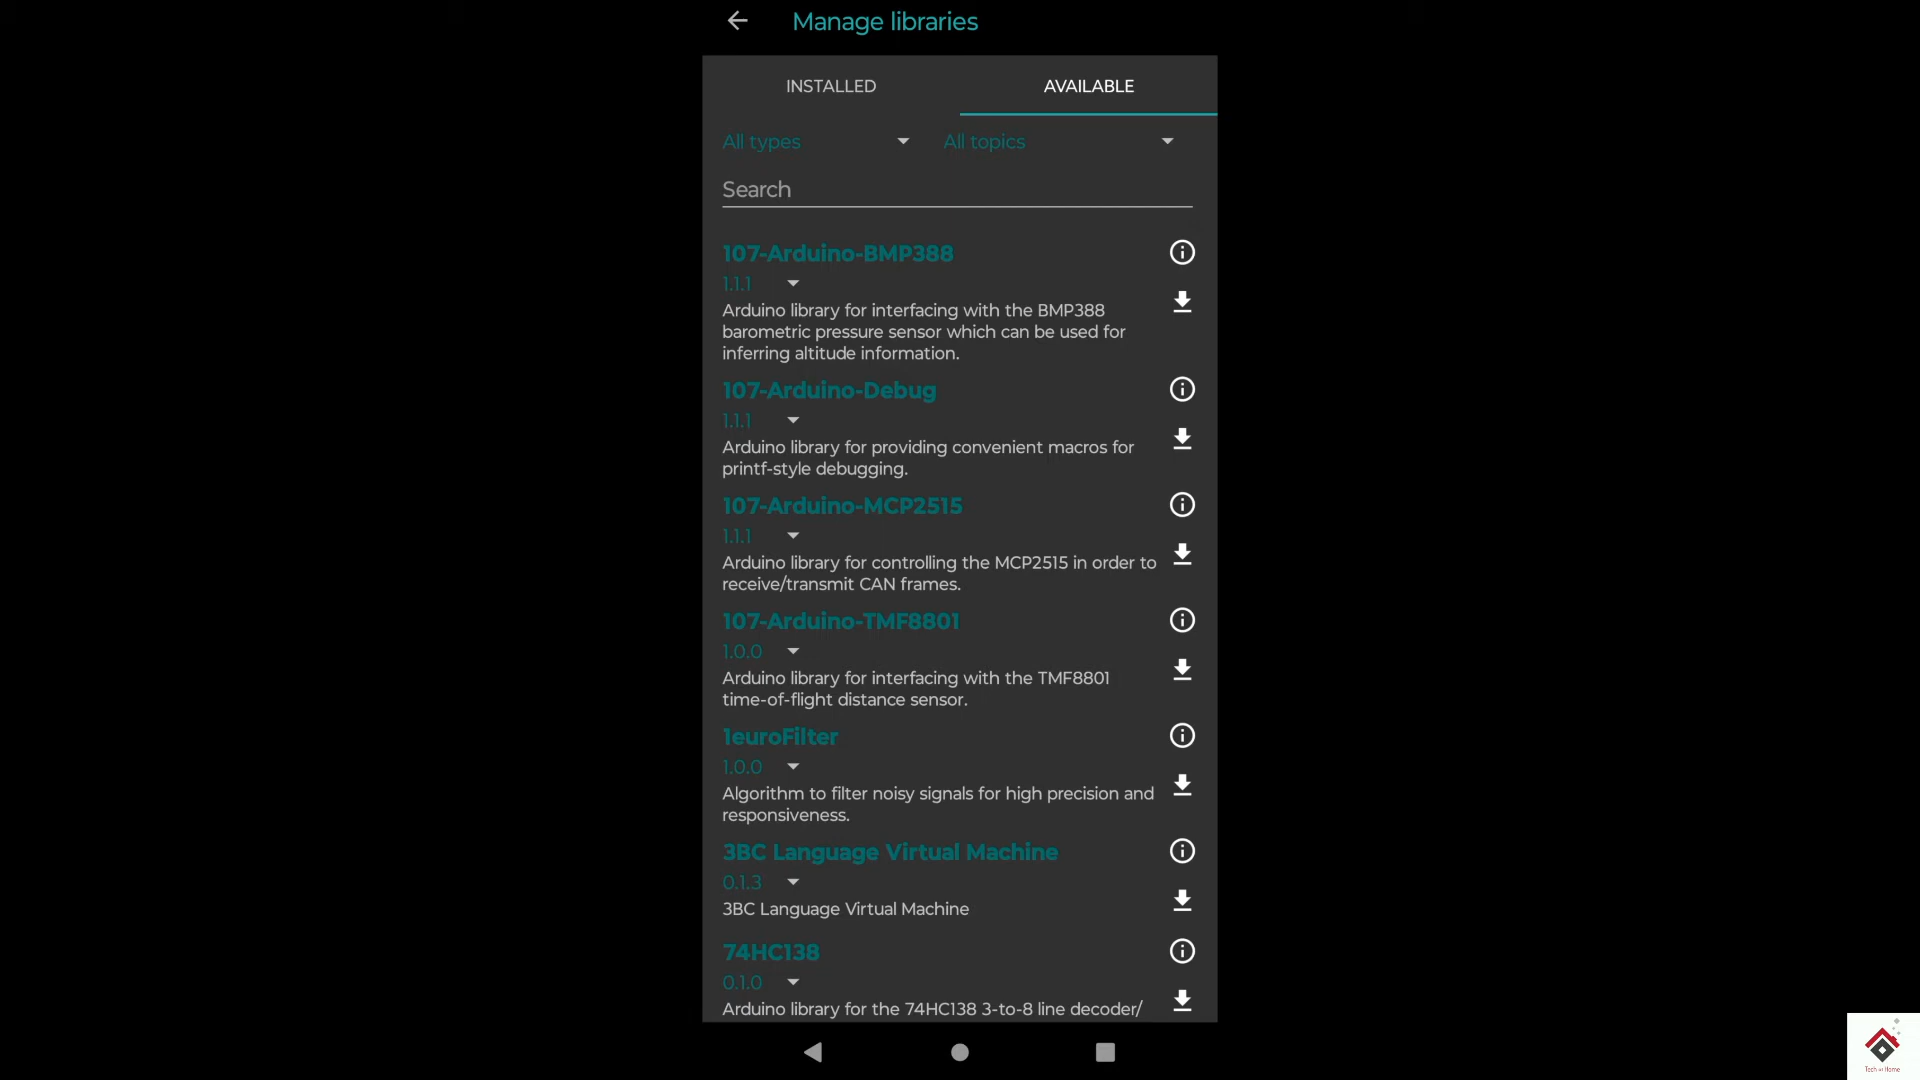 Manage libraries
INSTALLED
AVAILABLE
All types
All topics
Search
107-Arduino-BMP388
1.1.1
Arduino library for interfacing with the BMP388
barometric pressure sensor which can be used for
inferring altitude information.
107-Arduino-Debug
1.1.1
Arduino library for providing convenient macros for
printf-style debugging.
107-Arduino-MCP2515
1.1.1
Arduino library for controlling the MCP2515 in order to
receive/transmit CAN frames.
107-Arduino-TMF8801
1.0.0
Arduino library for interfacing with the TMF8801
time-of-flight distance sensor.
1euroFilter
1.0.0
Algorithm to filter noisy signals for high precision and
responsiveness.
3BC Language Virtual Machine
0.1.3
3BC Language Virtual Machine
74HC138
0.1.0
Arduino library for the 74HC138 3-to-8 line decoder/
Tech at Home